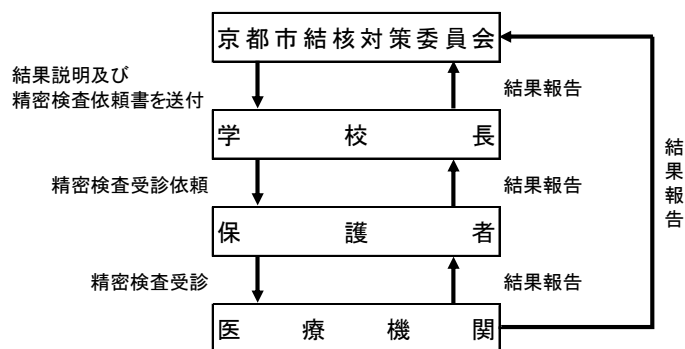 京都市結核対策委員会
結果説明及び
精密検査依頼書を送付
結果報告
学校長
精密検査受診依頼
結果報告
結果報告
保護者
精密検査受診
結果報告
医療機関